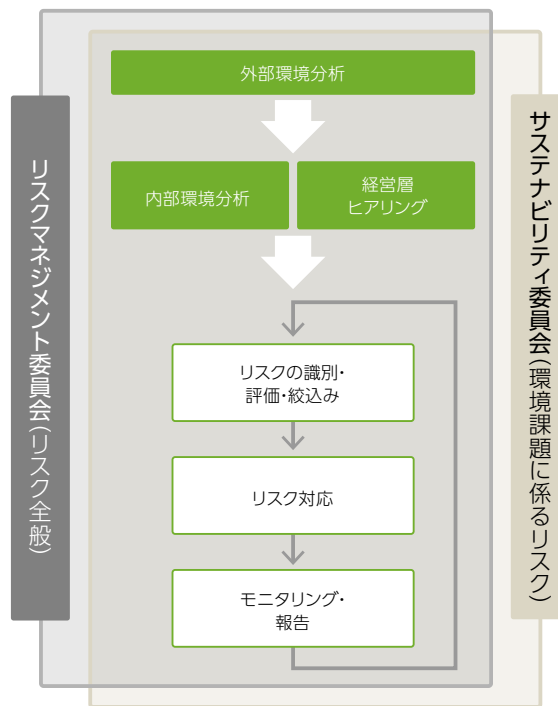 外部環境分析
リスクマネジメント委員会(リスク全般)
サステナビリティ委員会(環境課題に係るリスク)
内部環境分析
経営層
ヒアリング
リスクの識別・
評価・絞込み
リスク対応
モニタリング・
報告